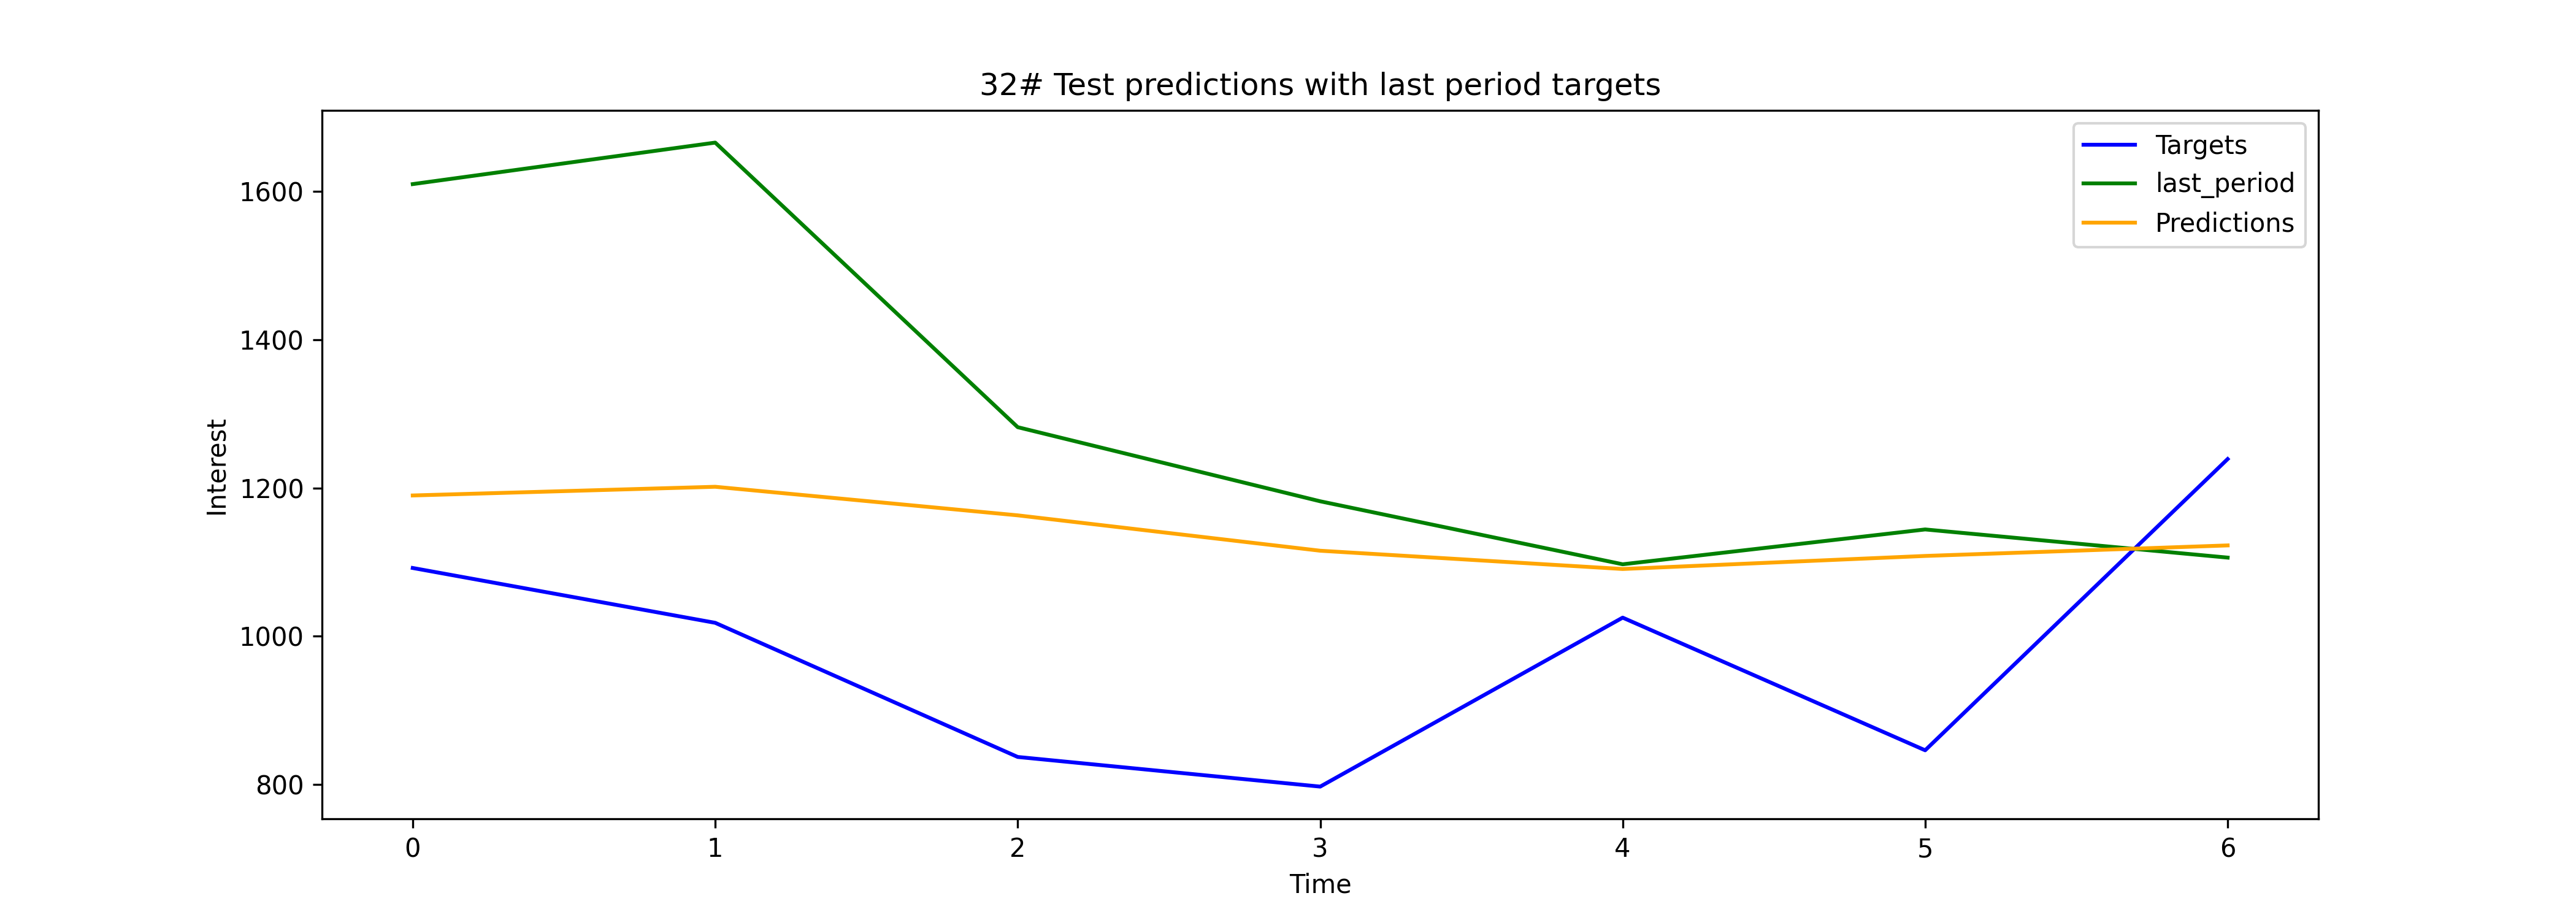 32# Test predictions with last period targets
Targets
last_period
Predictions
Interest
1600
1400
1200
1000
800
0 1 2 3 4 5 6
Time